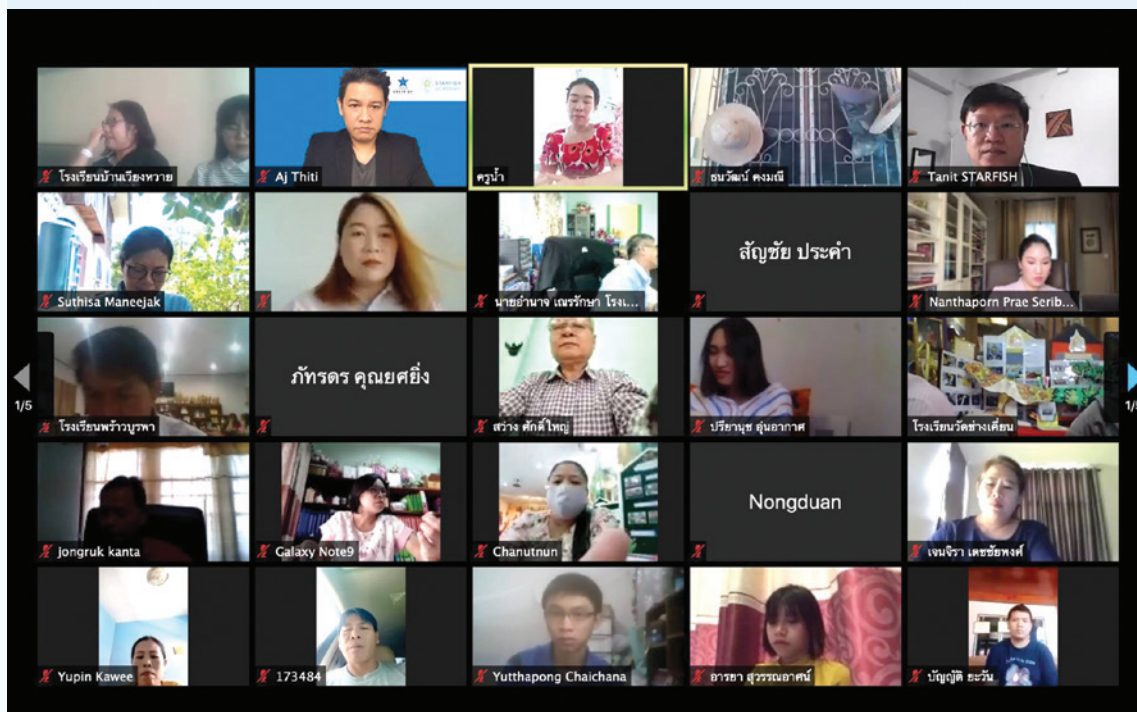 โรงเรียนบ้านเวียงหวาย
Aj Thiti
ครูน้ำ
ธนวัฒน์ คงมณี
Tanit STARFISH
Suthisa Maneejak
นายอำนาจ เณรรักษา โรงเ...
สัญชัย ประคำ
Nanthaporn Prae Serib...
1/5
โรงเรียนพร้าวบูรพา
ภัทรดร คุณยศยิ่ง
สว่าง ศักดิ์ใหญ่
ปรียานุช อุ่นอากาศ
โรงเรียนวัดช่างเคี่ยน
jongruk kanta
Galaxy Note9
Chanutnun
Nongduan
เจนจิรา เดชชัยพงศ์
Yupin Kawee
173484
Yutthapong Chaichana
อารยา สุวรรณอาศน์
บัญญัติ ยะวัน